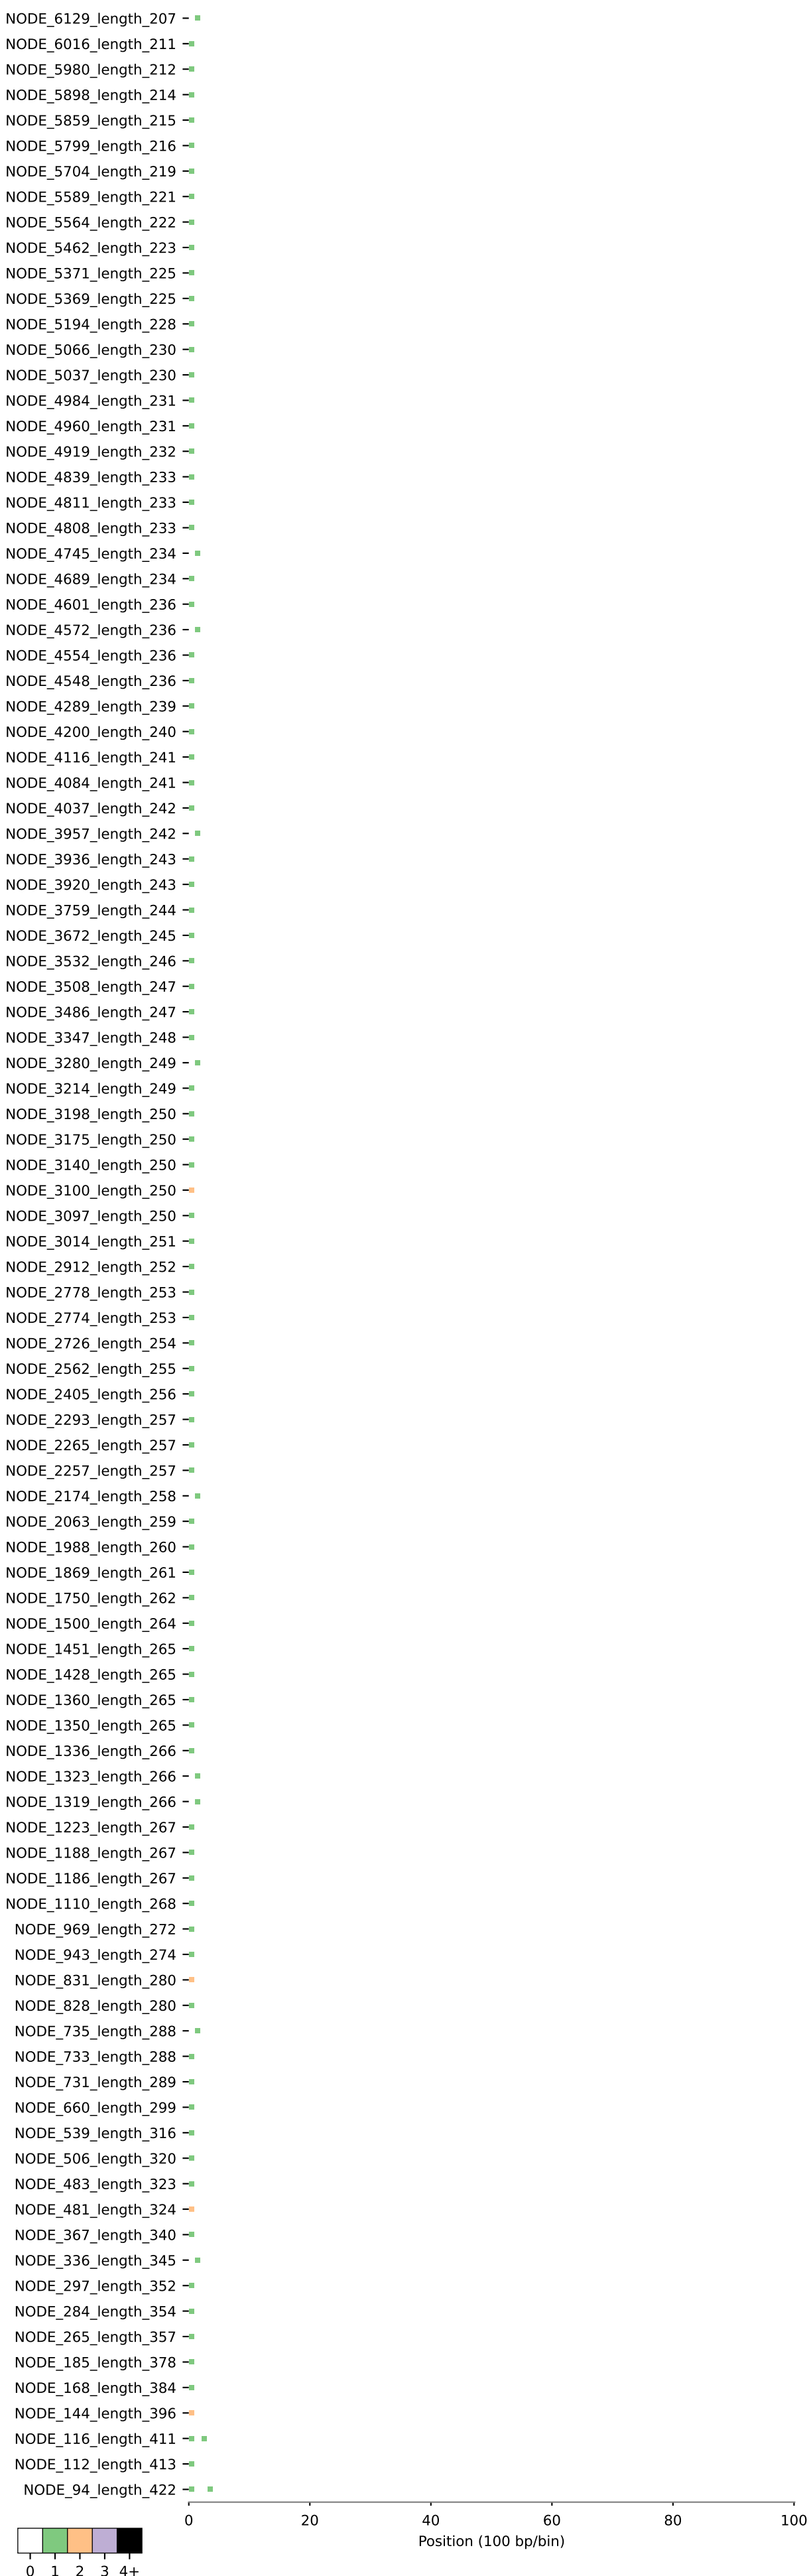 NODE_6129_length_207
NODE_6016_length_211
NODE_5980_length_212
NODE_5898_length_214
NODE_5859_length_215
NODE_5799_length_216
NODE_5704_length_219
NODE_5589_length_221
NODE_5564_length_222
NODE_5462_length_223
NODE_5371_length_225
NODE_5369_length_225
NODE_5194_length_228
NODE_5066_length_230
NODE_5037_length_230
NODE_4984_length_231
NODE_4960_length_231
NODE_4919_length_232
NODE_4839_length_233
NODE_4811_length_233
NODE_4808_length_233
NODE_4745_length_234
NODE_4689_length_234
NODE_4601_length_236
NODE_4572_length_236
NODE_4554_length_236
NODE_4548_length_236
NODE_4289_length_239
NODE_4200_length_240
NODE_4116_length_241
NODE_4084_length_241
NODE_4037_length_242
NODE_3957_length_242
NODE_3936_length_243
NODE_3920_length_243
NODE_3759_length_244
NODE_3672_length_245
NODE_3532_length_246
NODE_3508_length_247
NODE_3486_length_247
NODE_3347_length_248
NODE_3280_length_249
NODE_3214_length_249
NODE_3198_length_250
NODE_3175_length_250
NODE_3140_length_250
NODE_3100_length_250
NODE_3097_length_250
NODE_3014_length_251
NODE_2912_length_252
NODE_2778_length_253
NODE_2774_length_253
NODE_2726_length_254
NODE_2562_length_255
NODE_2405_length_256
NODE_2293_length_257
NODE_2265_length_257
NODE_2257_length_257
NODE_2174_length_258
NODE_2063_length_259
NODE_1988_length_260
NODE_1869_length_261
NODE_1750_length_262
NODE_1500_length_264
NODE_1451_length_265
NODE_1428_length_265
NODE_1360_length_265
NODE_1350_length_265
NODE_1336_length_266
NODE_1323_length_266
NODE_1319_length_266
NODE_1223_length_267
NODE_1188_length_267
NODE_1186_length_267
NODE_1110_length_268
NODE_969_length_272
NODE_943_length_274
NODE_831_length_280
NODE_828_length_280
NODE_735_length_288
NODE_733_length_288
NODE_731_length_289
NODE_660_length_299
NODE_539_length_316
NODE_506_length_320
NODE_483_length_323
NODE_481_length_324
NODE_367_length_340
NODE_336_length_345
NODE_297_length_352
NODE_284_length_354
NODE_265_length_357
NODE_185_length_378
NODE_168_length_384
NODE_144_length_396
NODE_116_length_411
NODE_112_length_413
NODE_94_length_422
0 20 40 60 80 100
Position (100 bp/bin)
0 1 2 3 4+